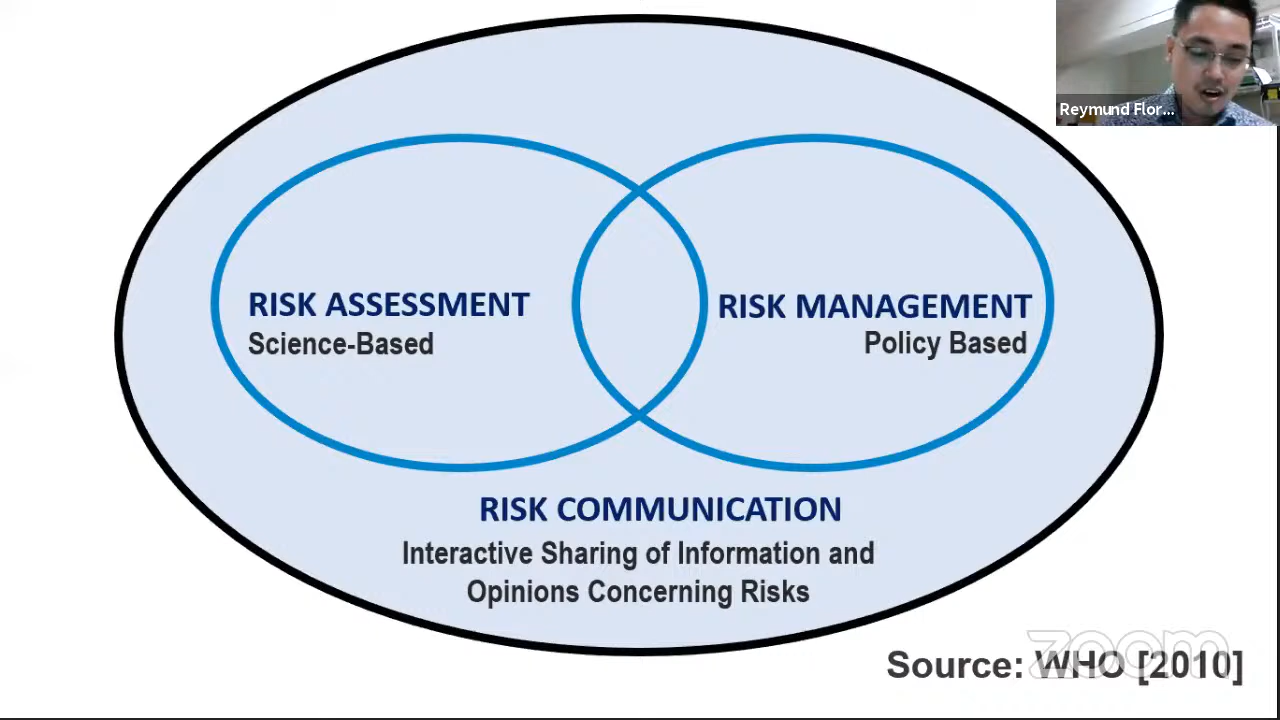 Reymund Flor...
RISK ASSESSMENT
Science-Based
RISK MANAGEMENT
Policy Based
RISK COMMUNICATION
Interactive Sharing of Information and
Opinions Concerning Risks
zoom
Source: WHO [2010]